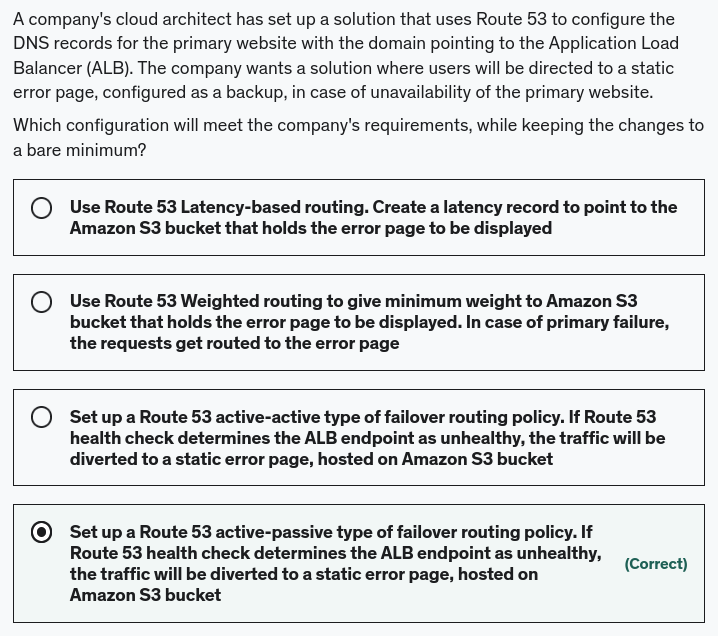 A company's cloud architect has set up a solution that uses Route 53 to configure the
DNS records for the primary website with the domain pointing to the Application Load
Balancer (ALB). The company wants a solution where users will be directed to a static
error page, configured as a backup, in case of unavailability of the primary website.
Which configuration will meet the company's requirements, while keeping the changes to
a bare minimum?
Use Route 53 Latency-based routing. Create a latency record to point to the
Amazon S3 bucket that holds the error page to be displayed
Use Route 53 Weighted routing to give minimum weight to Amazon S3
bucket that holds the error page to be displayed. In case of primary failure,
the requests get routed to the error page
Set up a Route 53 active-active type of failover routing policy. If Route 53
health check determines the ALB endpoint as unhealthy, the traffic will be
diverted to a static error page, hosted on Amazon S3 bucket
Set up a Route 53 active-passive type of failover routing policy. If
Route 53 health check determines the ALB endpoint as unhealthy,
the traffic will be diverted to a static error page, hosted on
Amazon S3 bucket
(Correct)